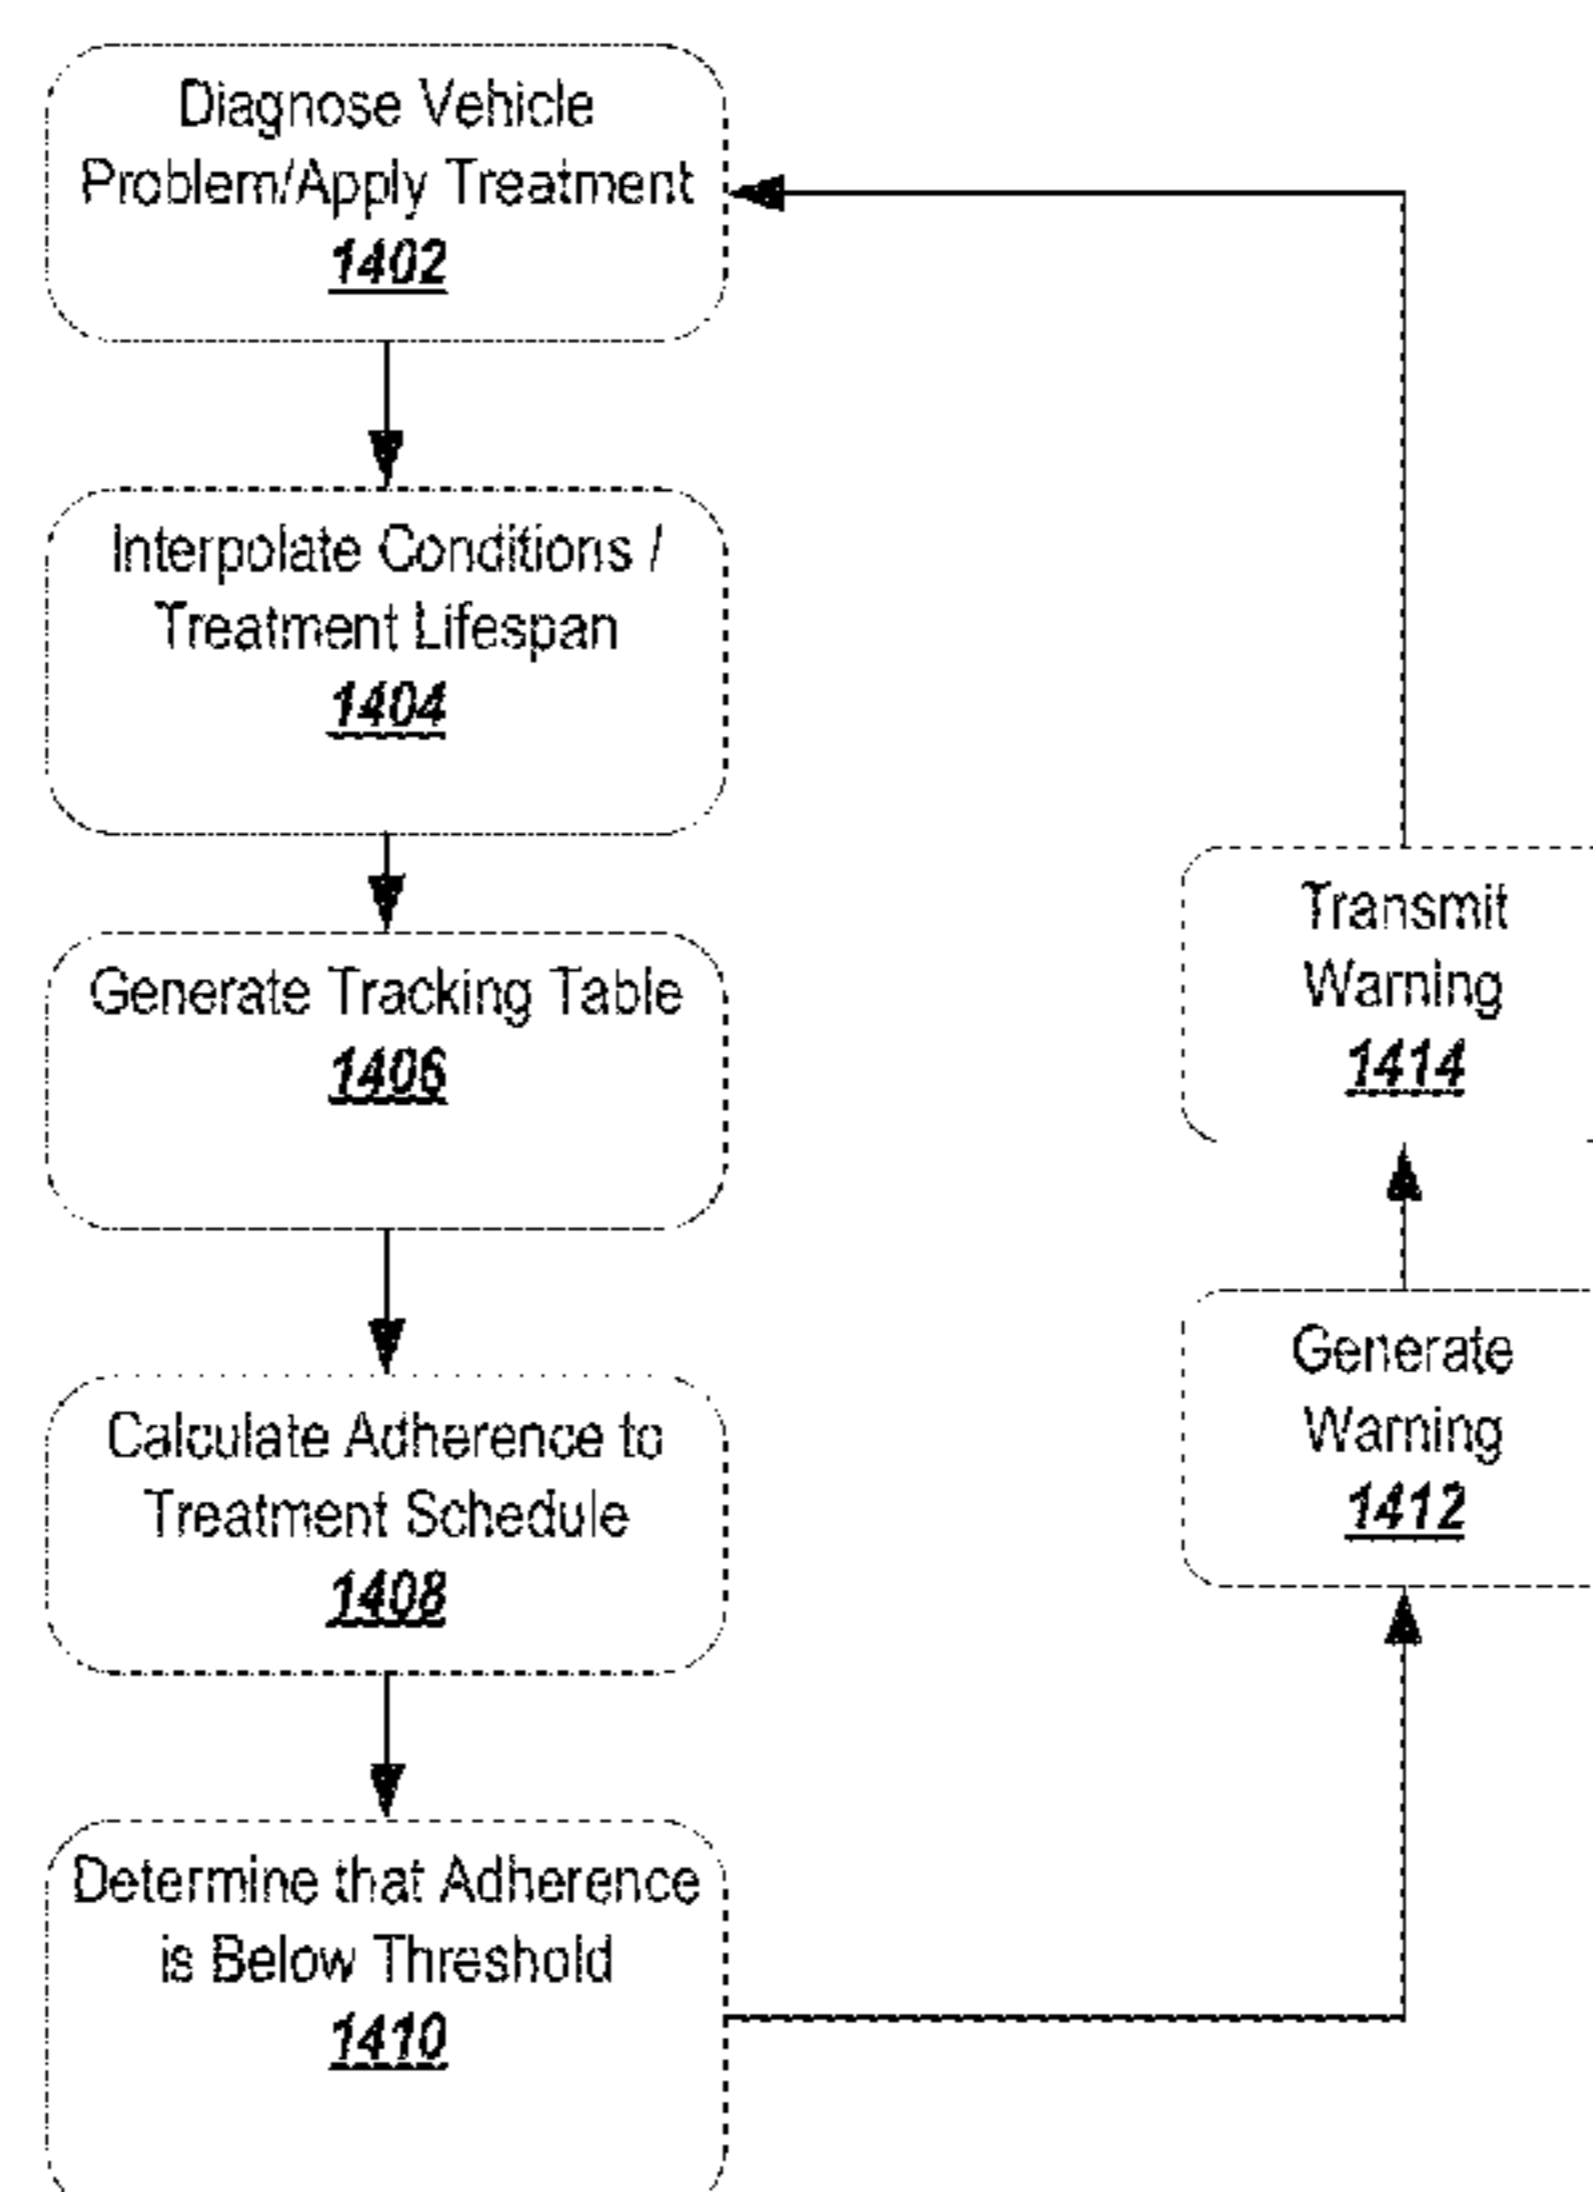 Diagnose Vehicle
Problem/Apply Treatment
1402
Interpolate Conditions /
Treatment Lifespan
1404
Generate Tracking Table
1406
Calculate Adherence to
Treatment Schedule
1408
Determine that Adherence
is Below Threshold
1410
Transmit
Warning
1414
Generate
Warning
1412